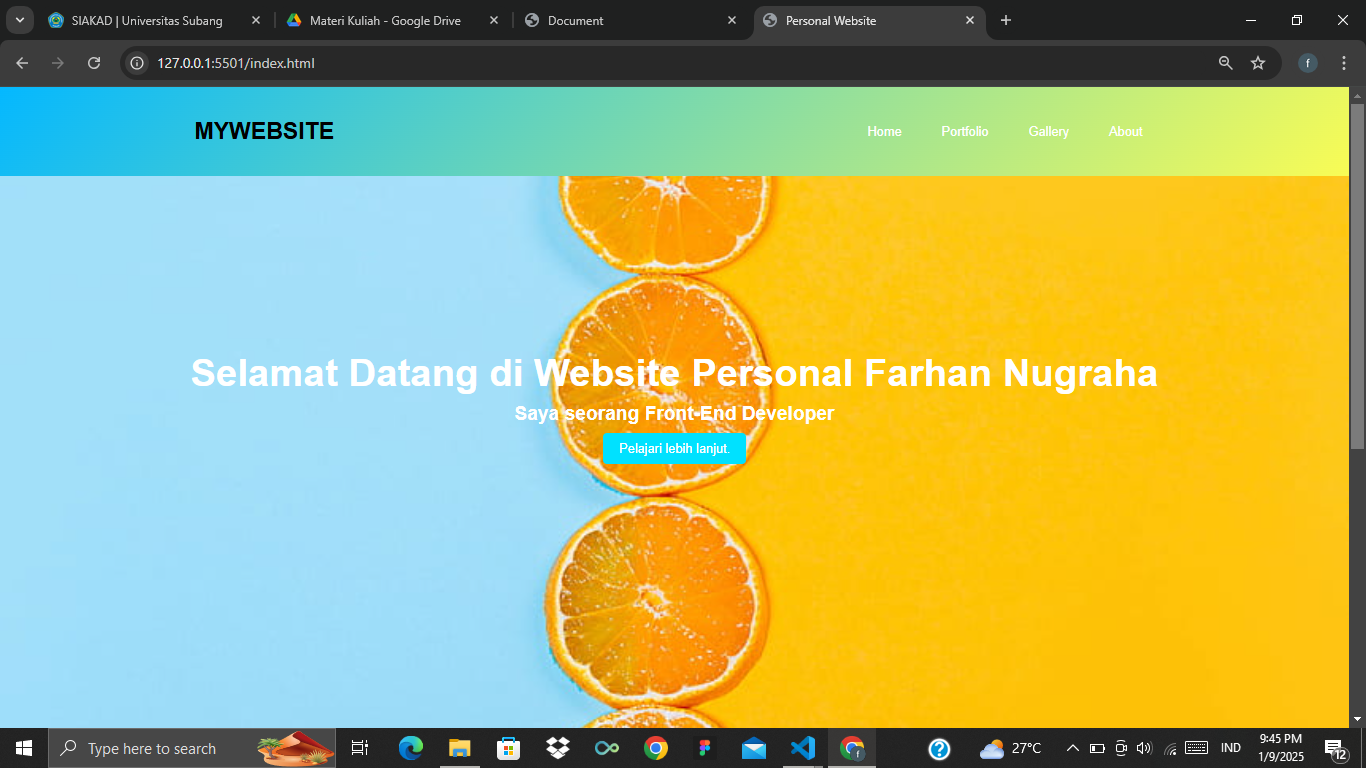 SIAKAD | Universitas Subang
Materi Kuliah - Google Drive
Document
Personal Website
127.0.0.1:5501/index.html
f
MYWEBSITE
Home
Portfolio
Gallery
About
Selamat Datang di Website Personal Farhan Nugraha
Saya seorang Front-End Developer
Pelajari lebih lanjut.
Type here to search
f
27°C
IND
9:45 PM
1/9/2025
12